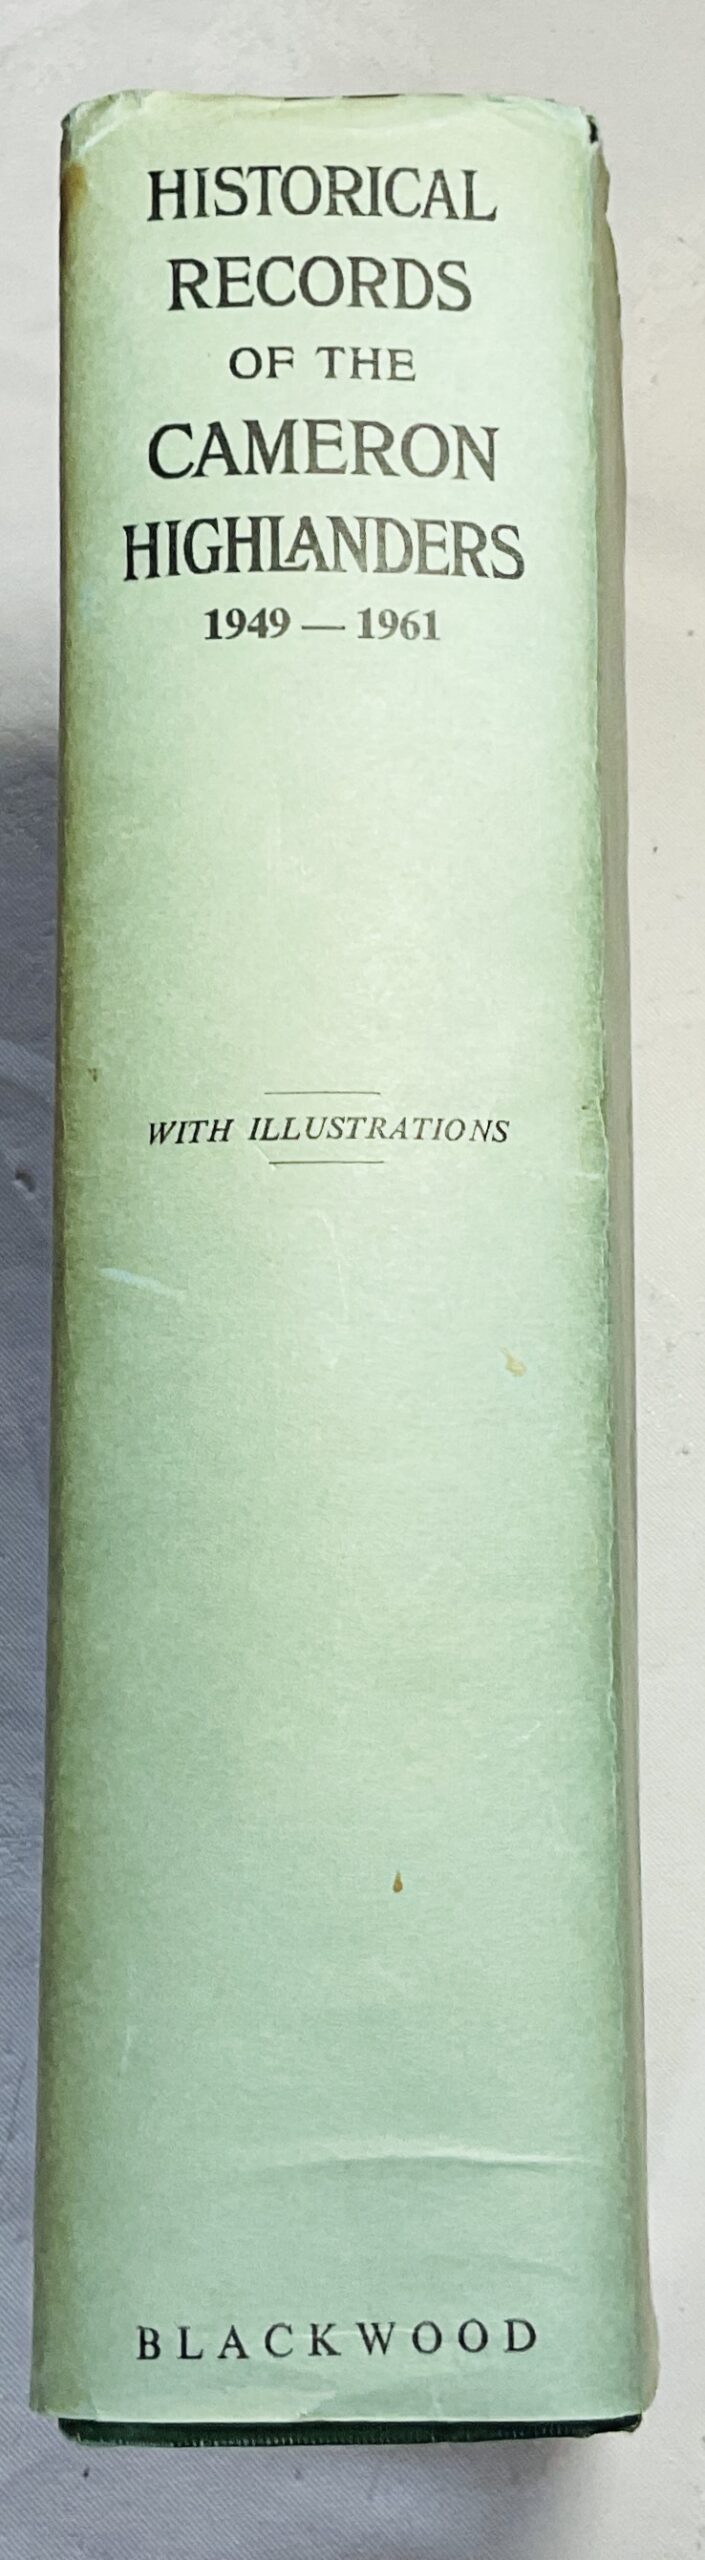 HISTORICAL
RECORDS
OF THE
CAMERON
HIGHLANDERS
1949 — 1961
WITH ILLUSTRATIONS
BLACKWOOD